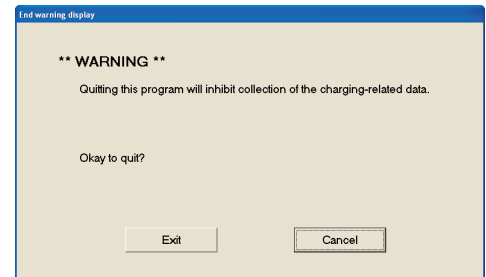 End warning display
** WARNING **
Quitting this program will inhibit collection of the charging-related data.
Okay to quit?
Exit
Cancel